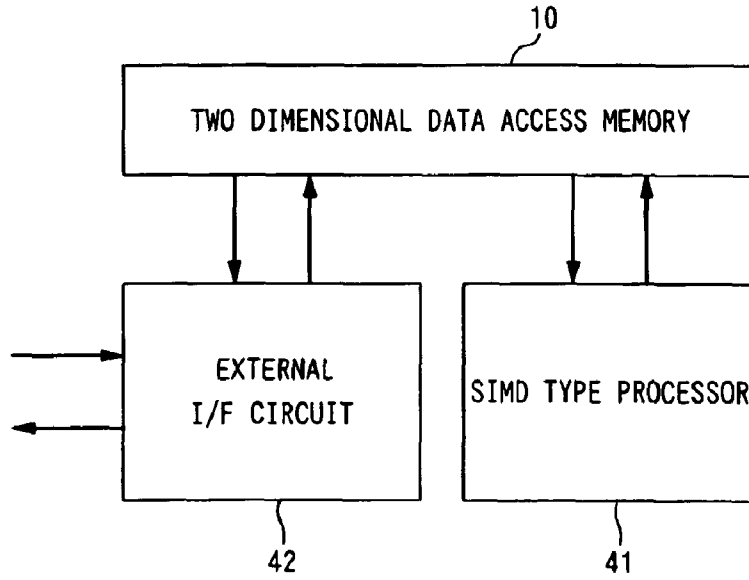 10
TWO DIMENSIONAL DATA ACCESS MEMORY
EXTERNAL
I/F CIRCUIT
SIMD TYPE PROCESSOR
42
41